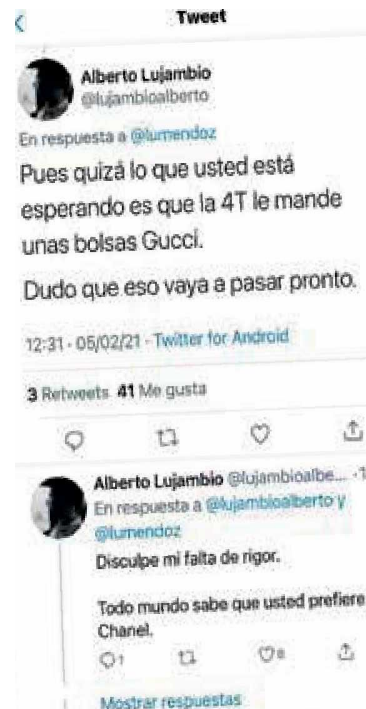 Tweet
Alberto Lujambio
@lujambioalberto
En respuesta a @lumendoz
Pues quizá lo que usted está
esperando es que la 4T le mande
unas bolsas Gucci.
Dudo que eso vaya a pasar pronto.
12:31 · 05/02/21 · Twitter for Android
3 Retweets 41 Me gusta
Alberto Lujambio @lujambioalbe... · 1
En respuesta a @lujambioalberto y
@lumendoz
Disculpe mi falta de rigor.
Todo mundo sabe que usted prefiere
Chanel.
1 8
Mostrar respuestas